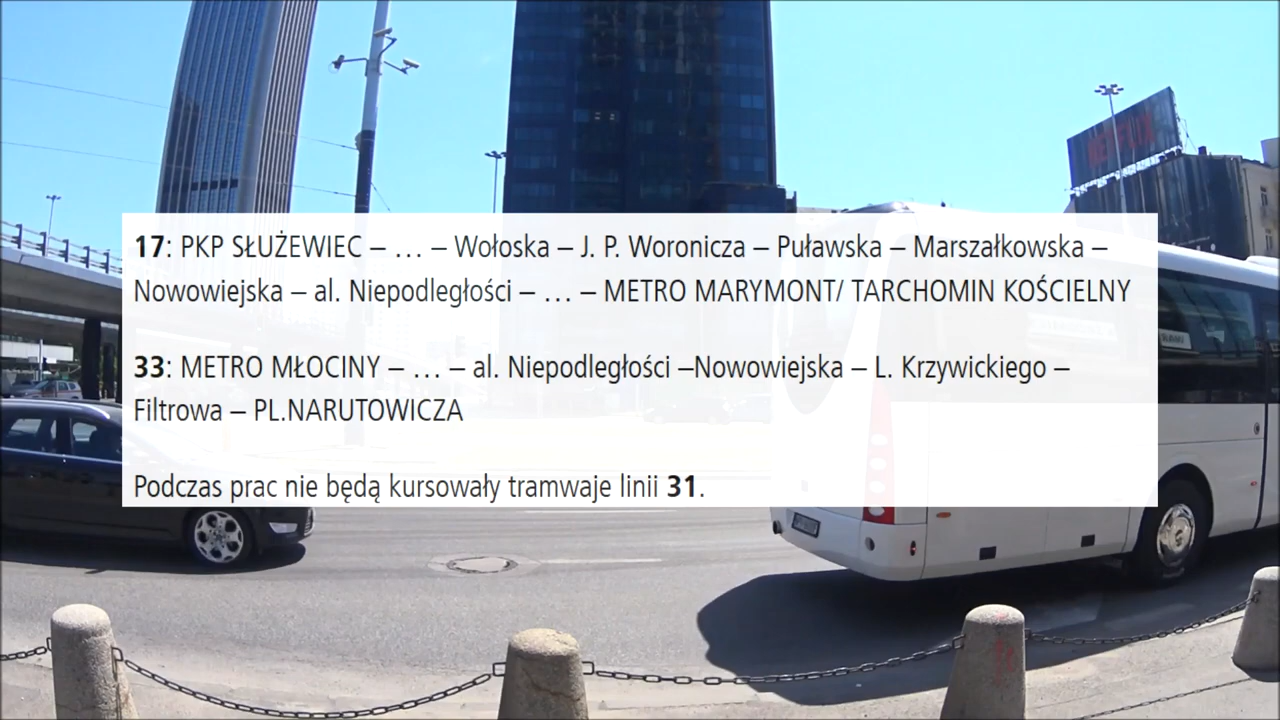 NETFLIX
17: PKP SŁUŻEWIEC – … – Wołoska – J. P. Woronicza – Puławska – Marszałkowska –
Nowowiejska – al. Niepodległości – … – METRO MARYMONT/ TARCHOMIN KOŚCIELNY
33: METRO MŁOCINY – … – al. Niepodległości –Nowowiejska – L. Krzywickiego –
Filtrowa – PL.NARUTOWICZA
Podczas prac nie będą kursowały tramwaje linii 31.